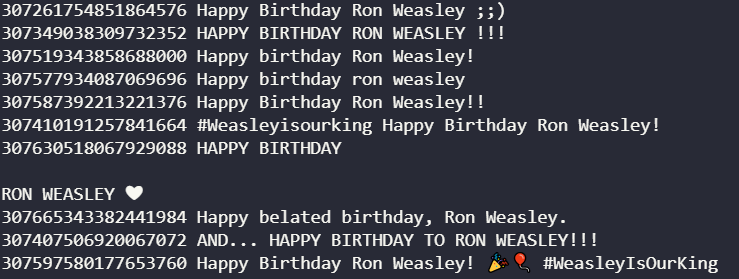 307261754851864576 Happy Birthday Ron Weasley ;;)
307349038309732352 HAPPY BIRTHDAY RON WEASLEY !!!
307519343858688000 Happy birthday Ron Weasley!
307577934087069696 Happy birthday ron weasley
307587392213221376 Happy Birthday Ron Weasley!!
307410191257841664 #Weasleyisourking Happy Birthday Ron Weasley!
307630518067929088 HAPPY BIRTHDAY

RON WEASLEY 🤍
307665343382441984 Happy belated birthday, Ron Weasley.
307407506920067072 AND... HAPPY BIRTHDAY TO RON WEASLEY!!!
307597580177653760 Happy Birthday Ron Weasley! 🎉🎈 #WeasleyIsOurKing